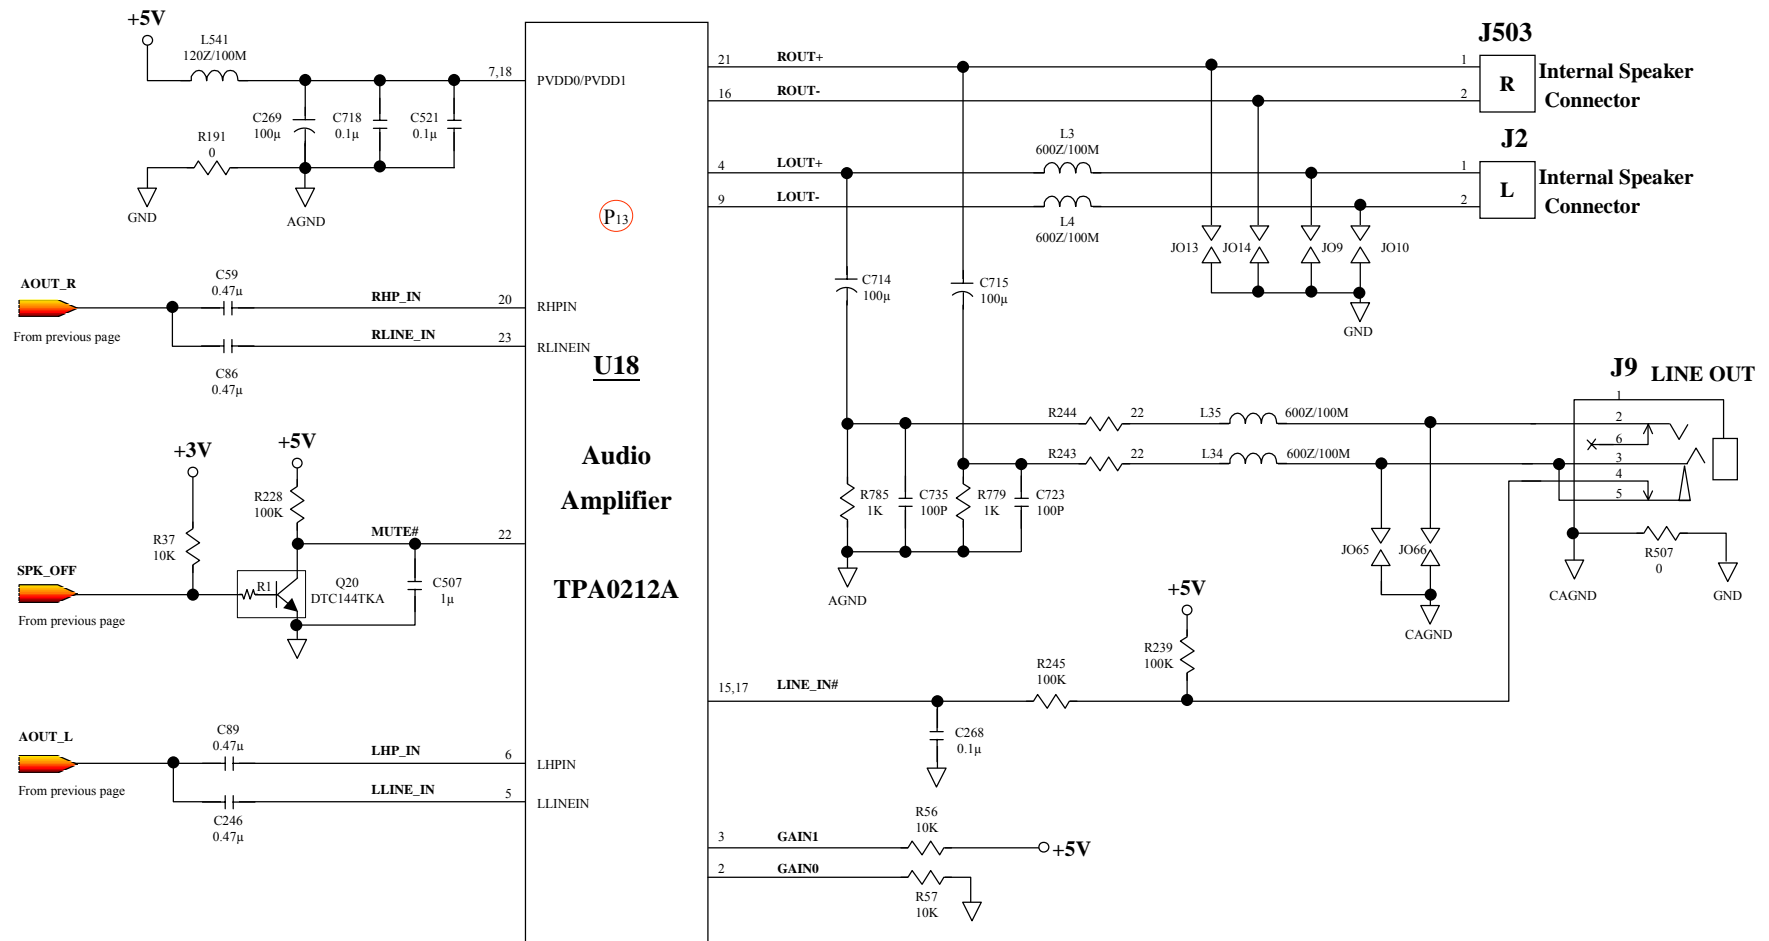 +5V
L541
120Z/100M
7,18
PVDD0/PVDD1
C269
100µ
C718
0.1µ
C521
0.1µ
R191
0
GND
AGND
P13
AOUT_R
From previous page
C59
0.47µ
RHP_IN
20
RHPIN
RLINE_IN
23
RLINEIN
C86
0.47µ
U18
Audio
Amplifier
TPA0212A
+3V
+5V
R228
100K
R37
10K
MUTE#
22
SPK_OFF
From previous page
R1
Q20
DTC144TKA
C507
1µ
AOUT_L
From previous page
C89
0.47µ
LHP_IN
6
LHPIN
LLINE_IN
5
LLINEIN
C246
0.47µ
21
ROUT+
16
ROUT-
4
LOUT+
9
LOUT-
L3
600Z/100M
L4
600Z/100M
J503
1
2
R
Internal Speaker
Connector
J2
1
2
L
Internal Speaker
Connector
JO13
JO14
JO9
JO10
GND
C714
100µ
C715
100µ
R244
22
L35
600Z/100M
R243
22
L34
600Z/100M
R785
1K
C735
100P
R779
1K
C723
100P
AGND
J9
LINE OUT
1
2
6
3
4
5
JO65
JO66
CAGND
R507
0
CAGND
GND
+5V
R239
100K
15,17
LINE_IN#
R245
100K
C268
0.1µ
3
GAIN1
R56
10K
+5V
2
GAIN0
R57
10K